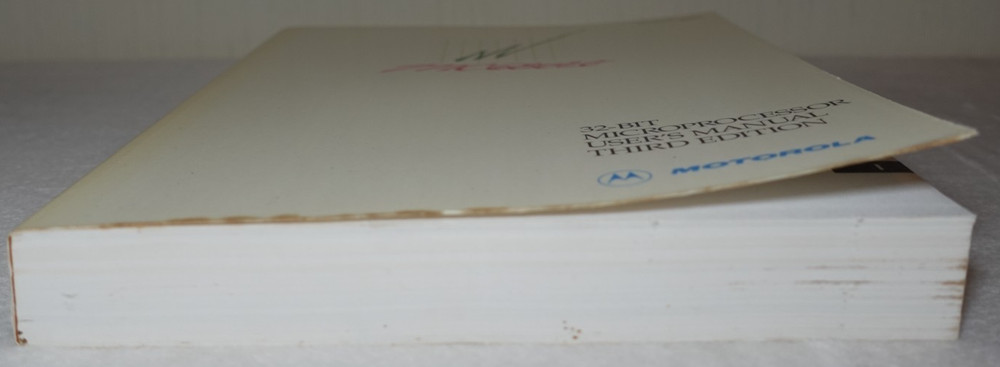 32-BIT
MICROPROCESSOR
USER'S MANUAL
THIRD EDITION
MOTOROLA